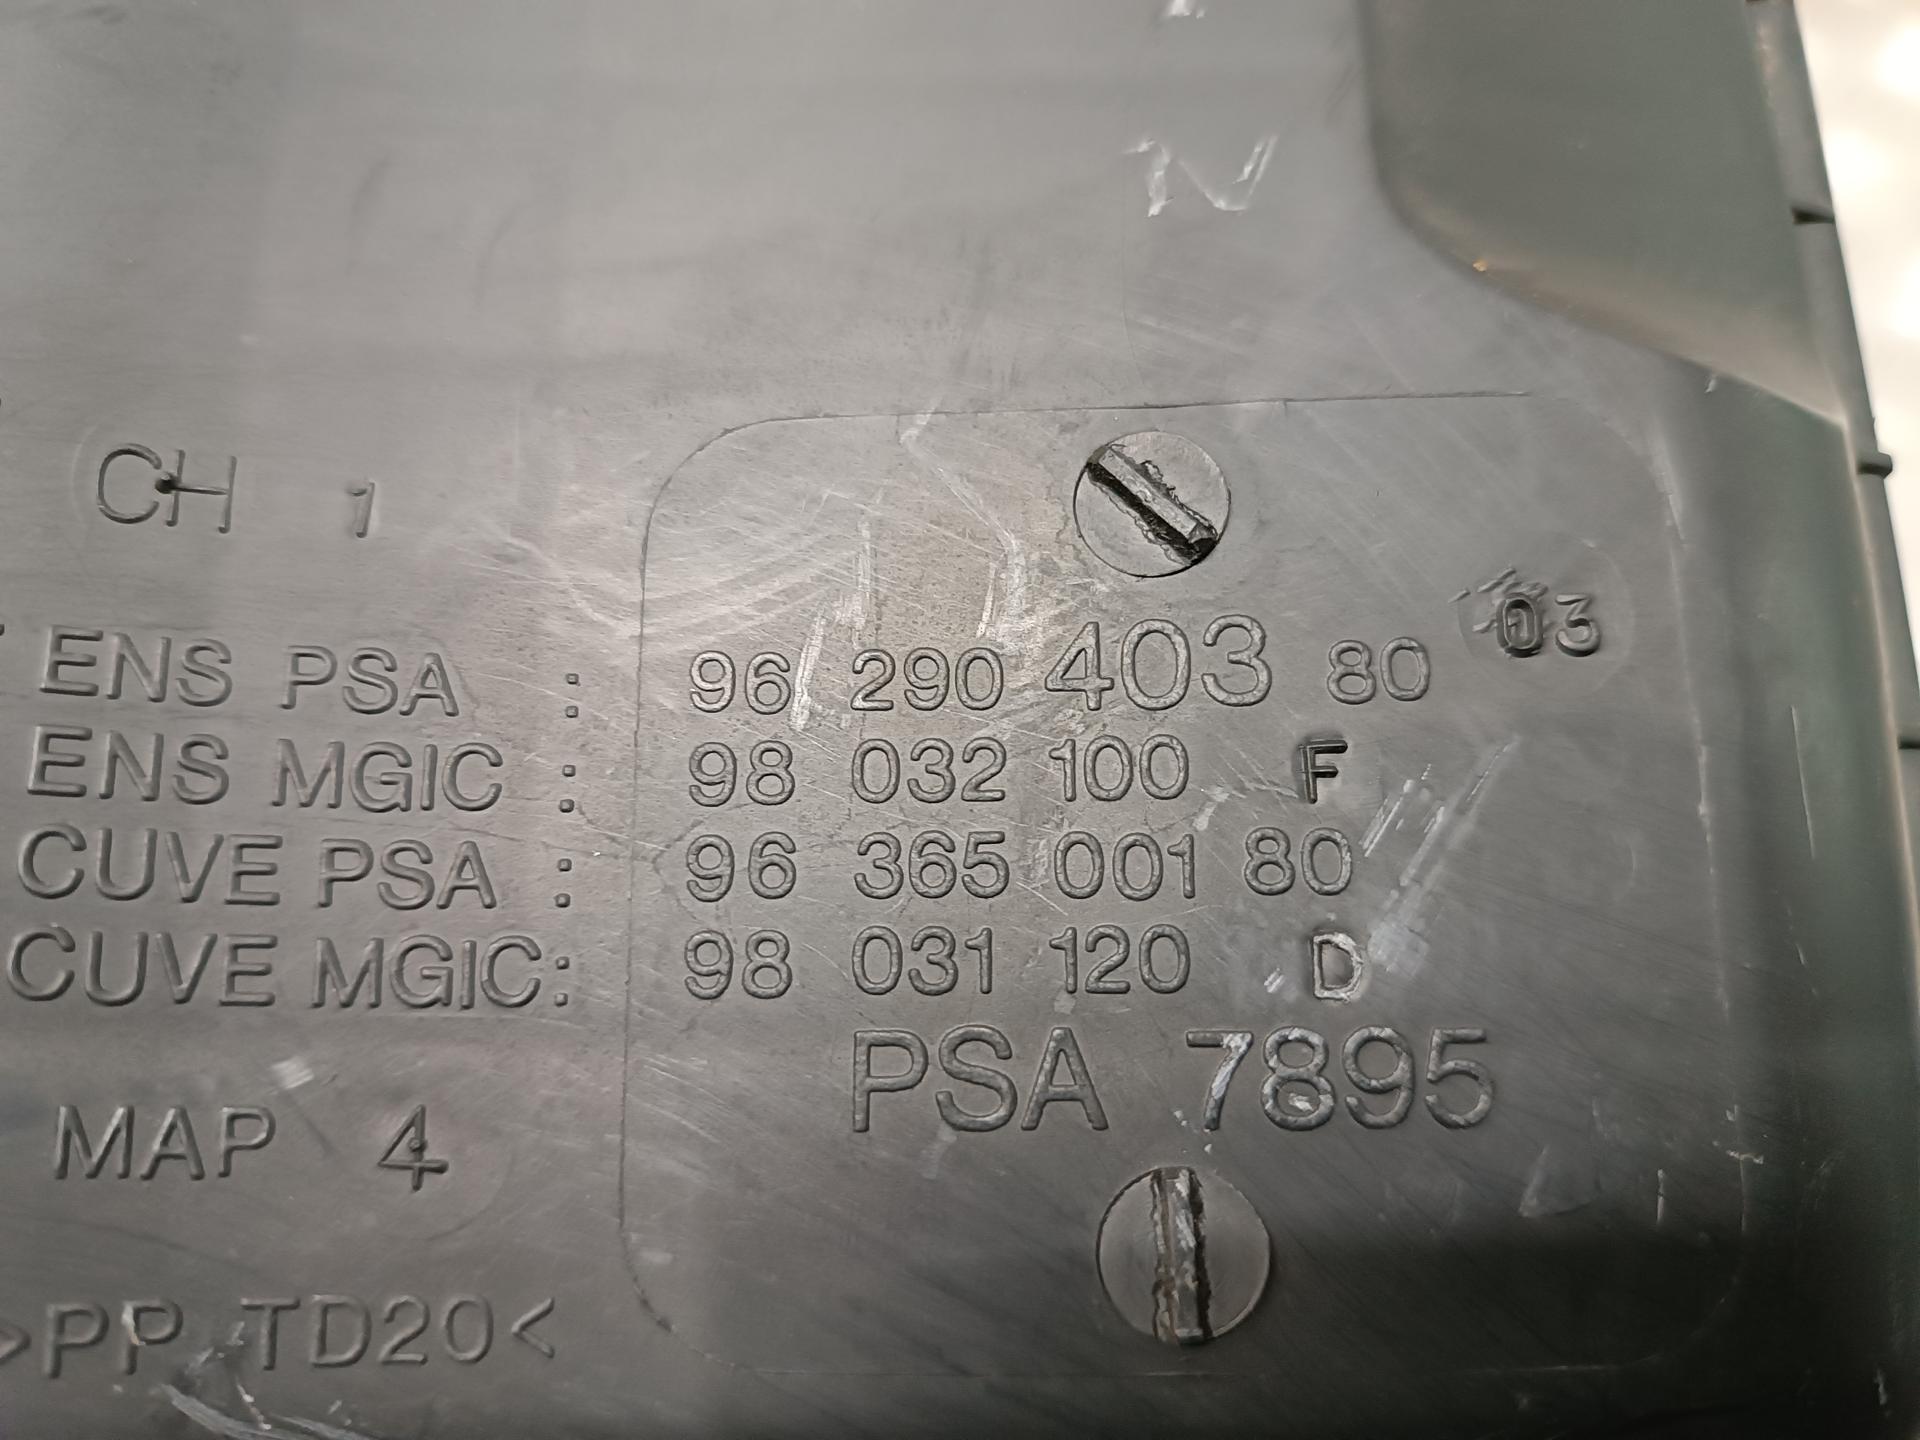 CH 1
ENS PSA : 96 290 403 80 03
ENS MGIC : 98 032 100 F
CUVE PSA : 96 365 001 80
CUVE MGIC: 98 031 120 D
PSA 7895
MAP 4
>PP TD20<